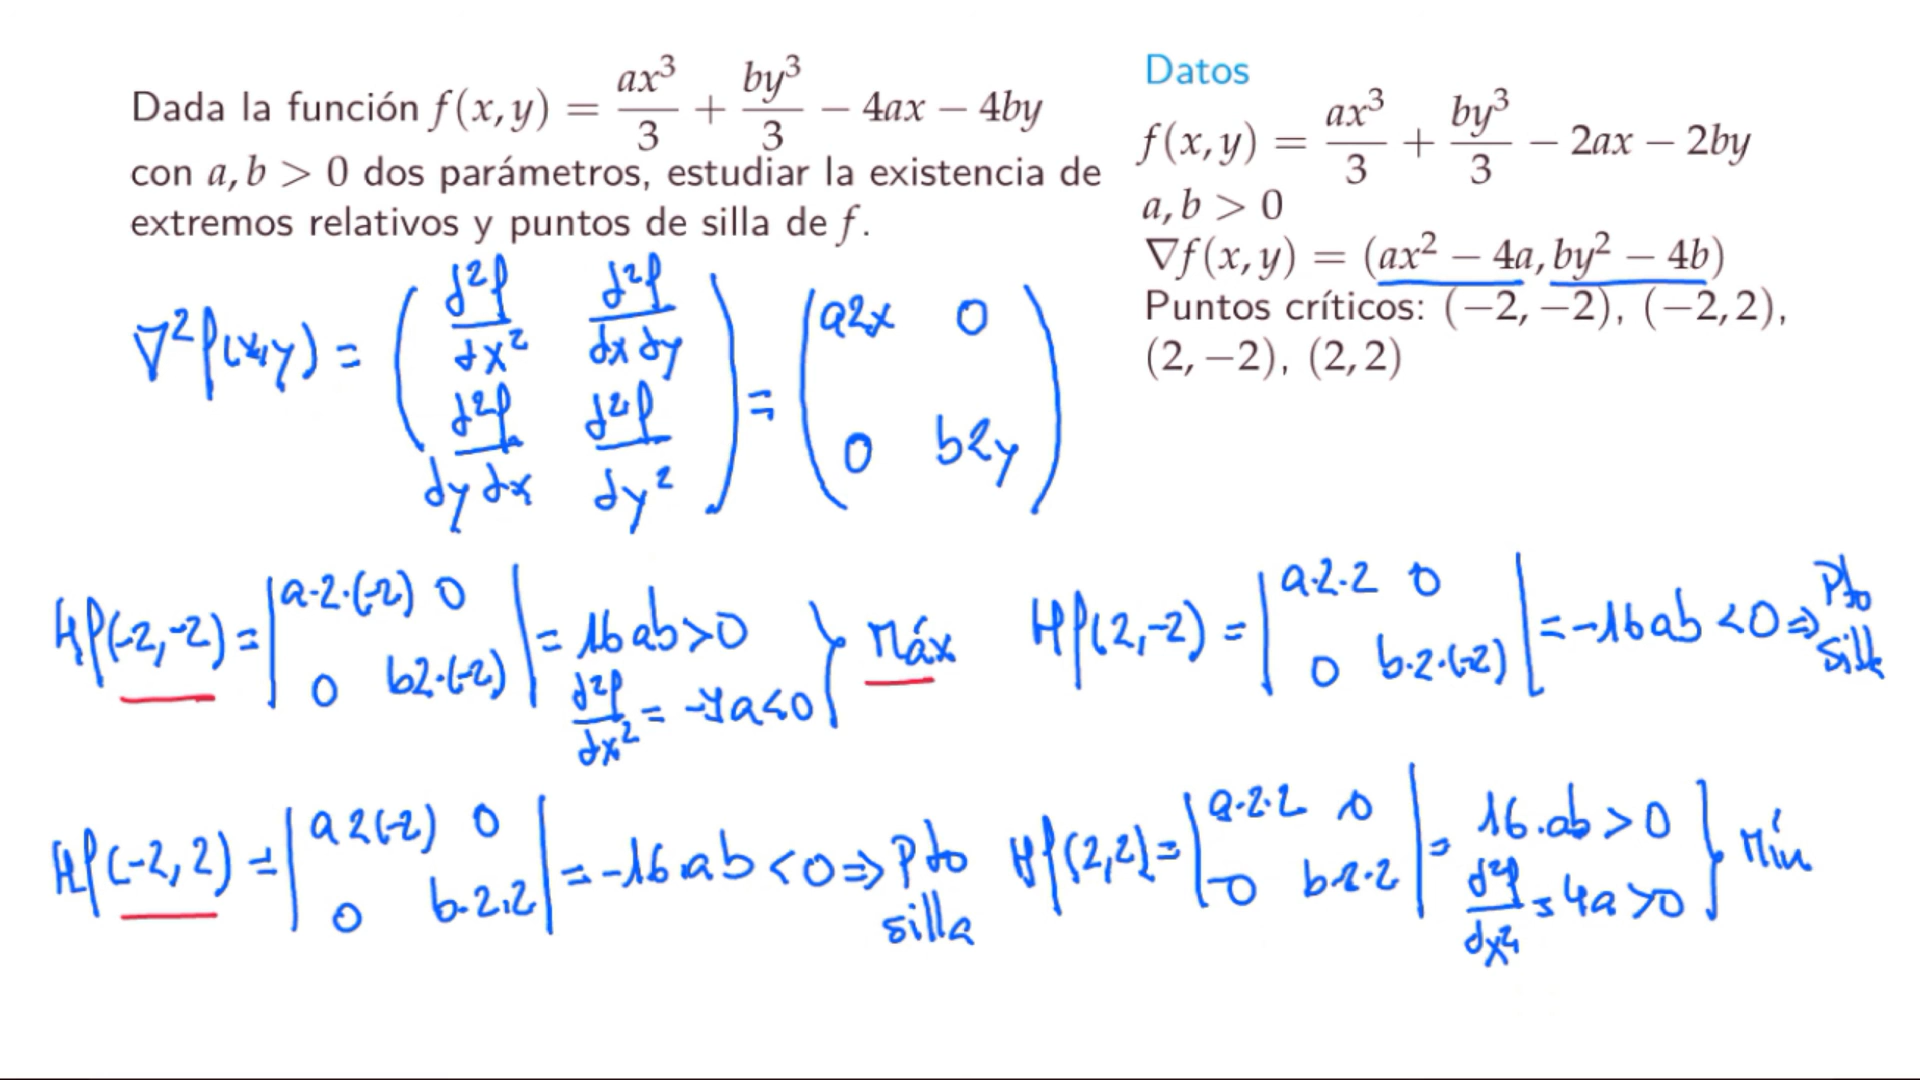 Dada la función f(x,y) = ax³/3 + by³/3 − 4ax − 4by
con a,b > 0 dos parámetros, estudiar la existencia de
extremos relativos y puntos de silla de f.
Datos
f(x,y) = ax³/3 + by³/3 − 2ax − 2by
a,b > 0
∇f(x,y) = (ax² − 4a, by² − 4b)
Puntos críticos: (−2,−2), (−2,2),
(2,−2), (2,2)
∇²f(x,y) = ( d²f/dx² d²f/dxdy ; d²f/dydx d²f/dy² ) = ( a2x 0 ; 0 b2y )
Hf(-2,-2) = | a·2·(-2) 0 ; 0 b2·(-2) | = 16ab>0
d²f/dx² = -4a<0 } Máx
Hf(2,-2) = | a·2·2 0 ; 0 b·2·(-2) | = -16ab <0 ⇒ Pto silla
Hf(-2,2) = | a2(-2) 0 ; 0 b·2·2 | = -16·ab <0 ⇒ Pto silla
Hf(2,2) = | a·2·2 0 ; 0 b·2·2 | = 16·ab>0
d²f/dx² = 4a>0 } Mín